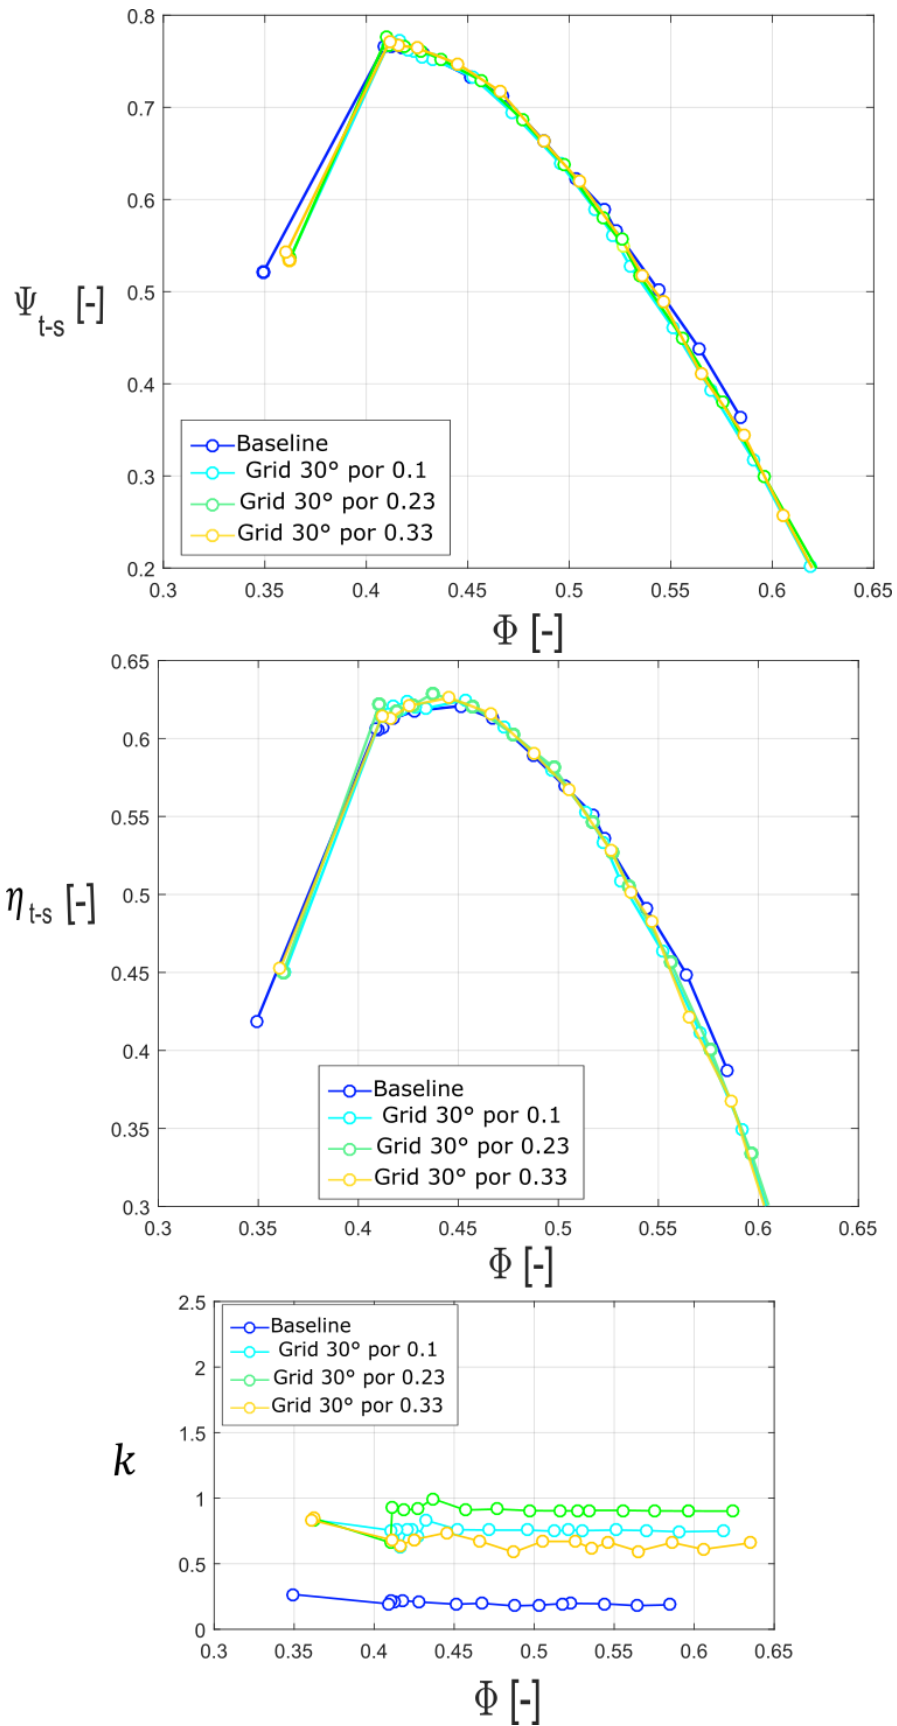 0.8
0.7
0.6
0.5
0.4
0.3
0.2
Ψt-s [-]
Baseline
Grid 30° por 0.1
Grid 30° por 0.23
Grid 30° por 0.33
0.3 0.35 0.4 0.45 0.5 0.55 0.6 0.65
Φ [-]
0.65
0.6
0.55
0.5
0.45
0.4
0.35
0.3
ηt-s [-]
Baseline
Grid 30° por 0.1
Grid 30° por 0.23
Grid 30° por 0.33
0.3 0.35 0.4 0.45 0.5 0.55 0.6 0.65
Φ [-]
2.5
2
1.5
1
0.5
0
k
Baseline
Grid 30° por 0.1
Grid 30° por 0.23
Grid 30° por 0.33
0.3 0.35 0.4 0.45 0.5 0.55 0.6 0.65
Φ [-]